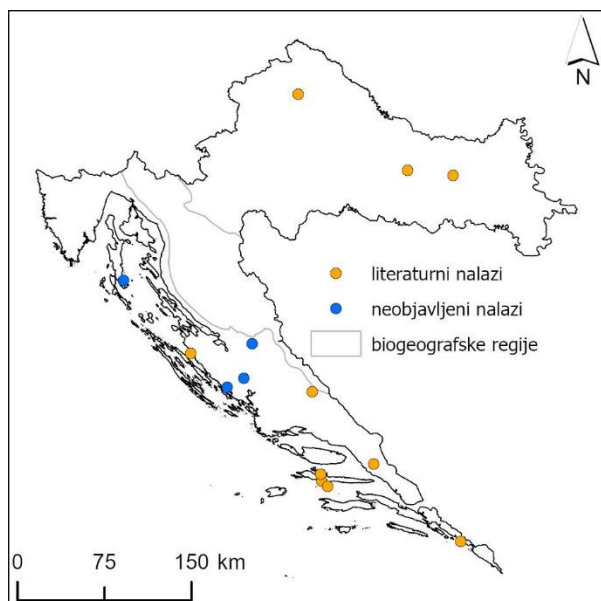 N
literaturni nalazi
neobjavljeni nalazi
biogeografske regije
0 75 150 km